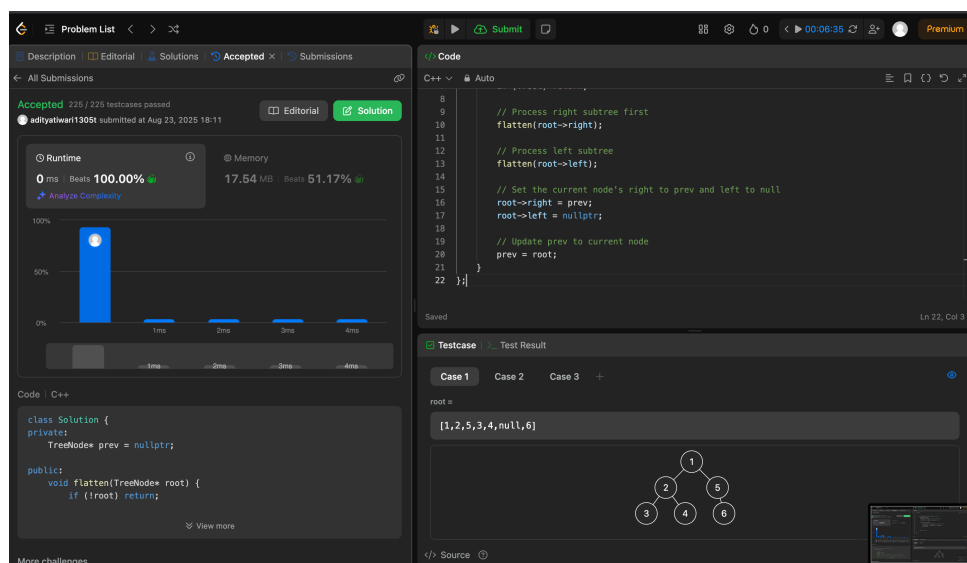 Problem List
Submit
0
00:06:35
Premium
Description | Editorial | Solutions | Accepted × | Submissions
← All Submissions
Accepted 225 / 225 testcases passed
adityatiwari1305t submitted at Aug 23, 2025 18:11
Editorial
Solution
Runtime
0 ms | Beats 100.00%
Analyze Complexity
Memory
17.54 MB | Beats 51.17%
100%
50%
0%
1ms 2ms 3ms 4ms
1ms 2ms 3ms 4ms
Code | C++
class Solution {
private:
TreeNode* prev = nullptr;
public:
void flatten(TreeNode* root) {
if (!root) return;
View more
More challenges
</> Code
C++ Auto
8
9 // Process right subtree first
10 flatten(root->right);
11
12 // Process left subtree
13 flatten(root->left);
14
15 // Set the current node's right to prev and left to null
16 root->right = prev;
17 root->left = nullptr;
18
19 // Update prev to current node
20 prev = root;
21 }
22 };
Saved
Ln 22, Col 3
Testcase | >_ Test Result
Case 1 Case 2 Case 3 +
root =
[1,2,5,3,4,null,6]
1
2 5
3 4 6
</> Source